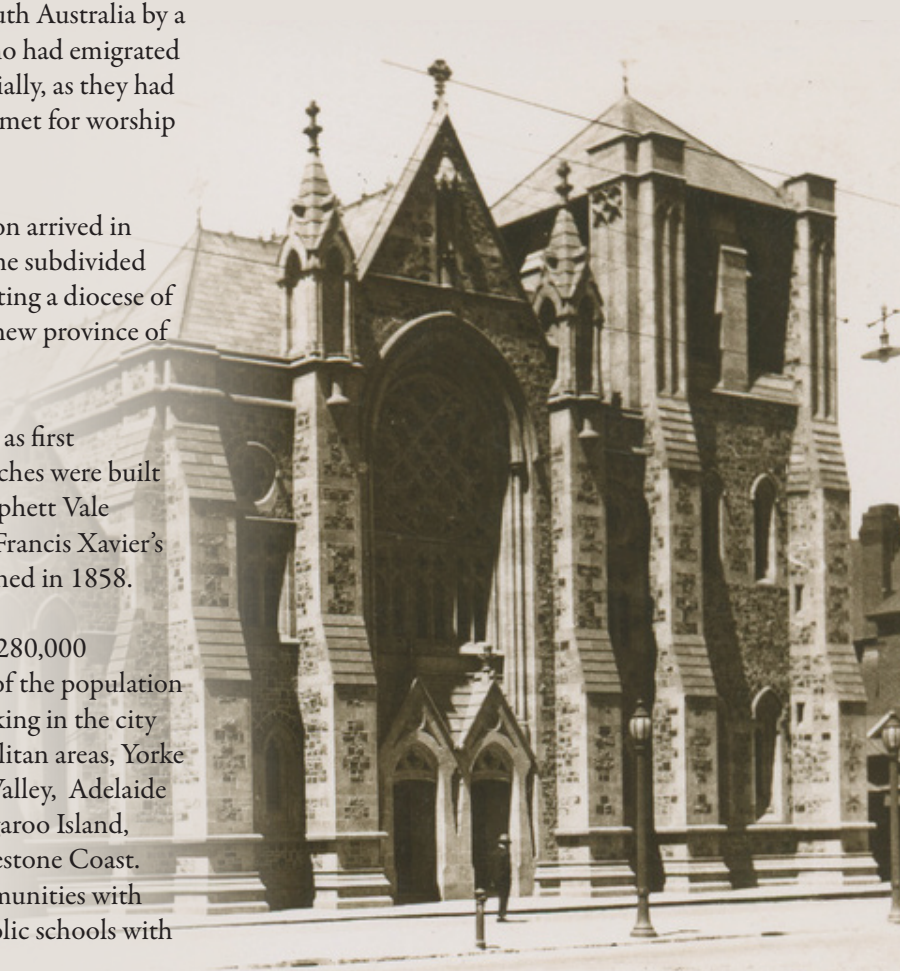 uth Australia by a
o had emigrated
ially, as they had
met for worship
on arrived in
ne subdivided
ting a diocese of
new province of
as first
ches were built
phett Vale
Francis Xavier's
ned in 1858.
280,000
of the population
king in the city
litan areas, Yorke
Valley, Adelaide
aroo Island,
estone Coast.
munities with
olic schools with